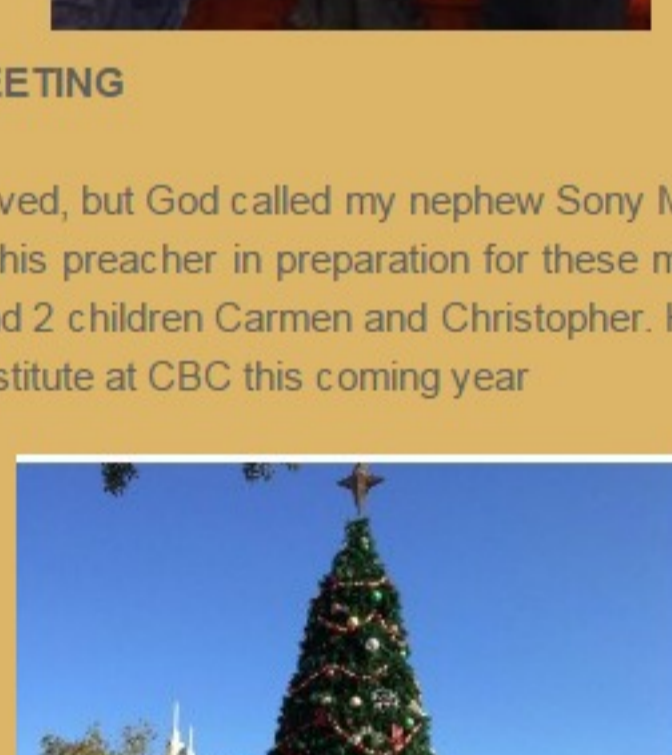 EETING
ved, but God called my nephew Sony M
his preacher in preparation for these m
d 2 children Carmen and Christopher. H
stitute at CBC this coming year